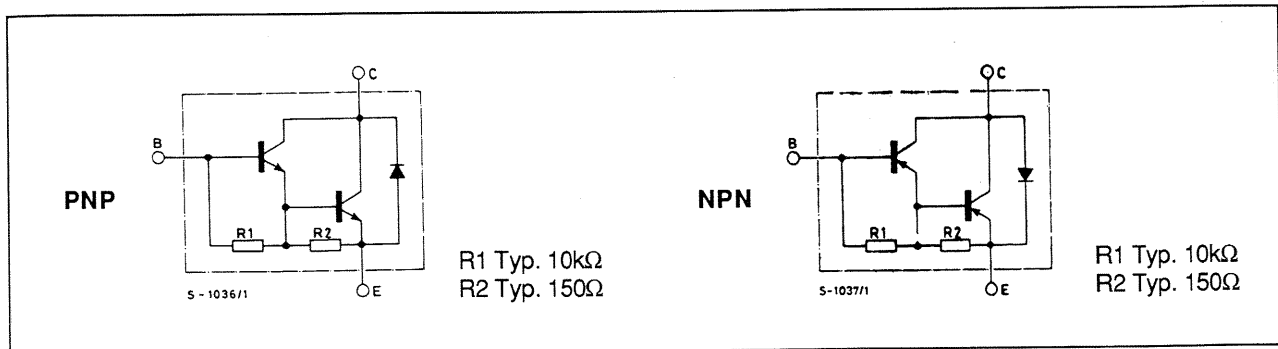 C
B
PNP
R1
R2
R1 Typ. 10kΩ
R2 Typ. 150Ω
S-1036/1
E
C
B
NPN
R1
R2
R1 Typ. 10kΩ
R2 Typ. 150Ω
S-1037/1
E